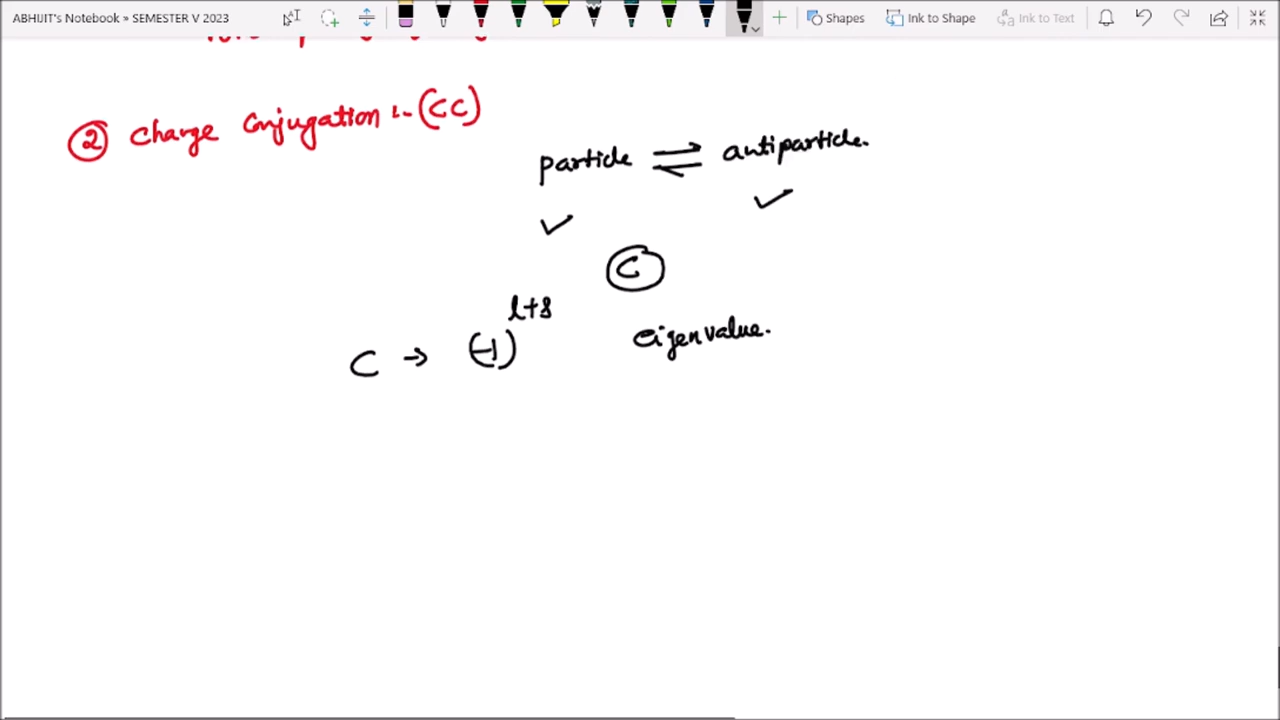 ABHIJIT's Notebook » SEMESTER V 2023
Shapes
Ink to Shape
Ink to Text
② Charge Conjugation :- (CC)
particle ⇌ antiparticle.
✓ ✓
C
C → (-1)^{l+s}
eigenvalue.